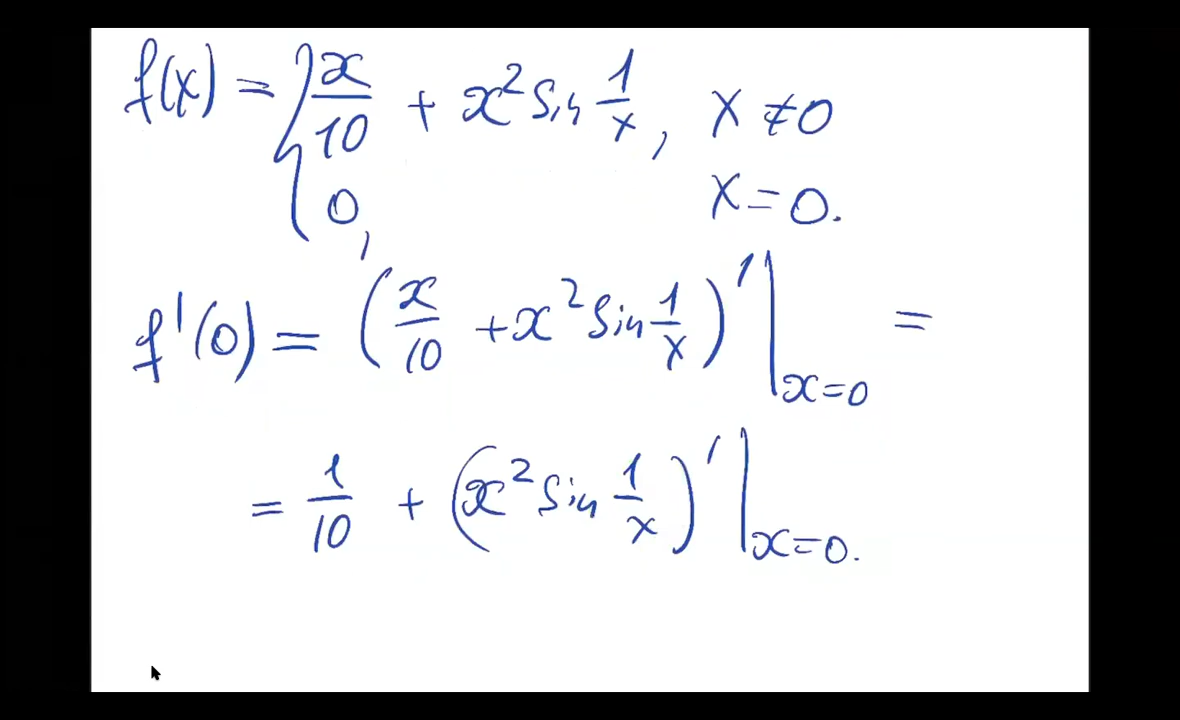 f(x) = { x/10 + x² sin 1/x, x ≠ 0
0, x = 0.
f'(0) = (x/10 + x² sin 1/x)' |x=0 =
= 1/10 + (x² sin 1/x)' |x=0.